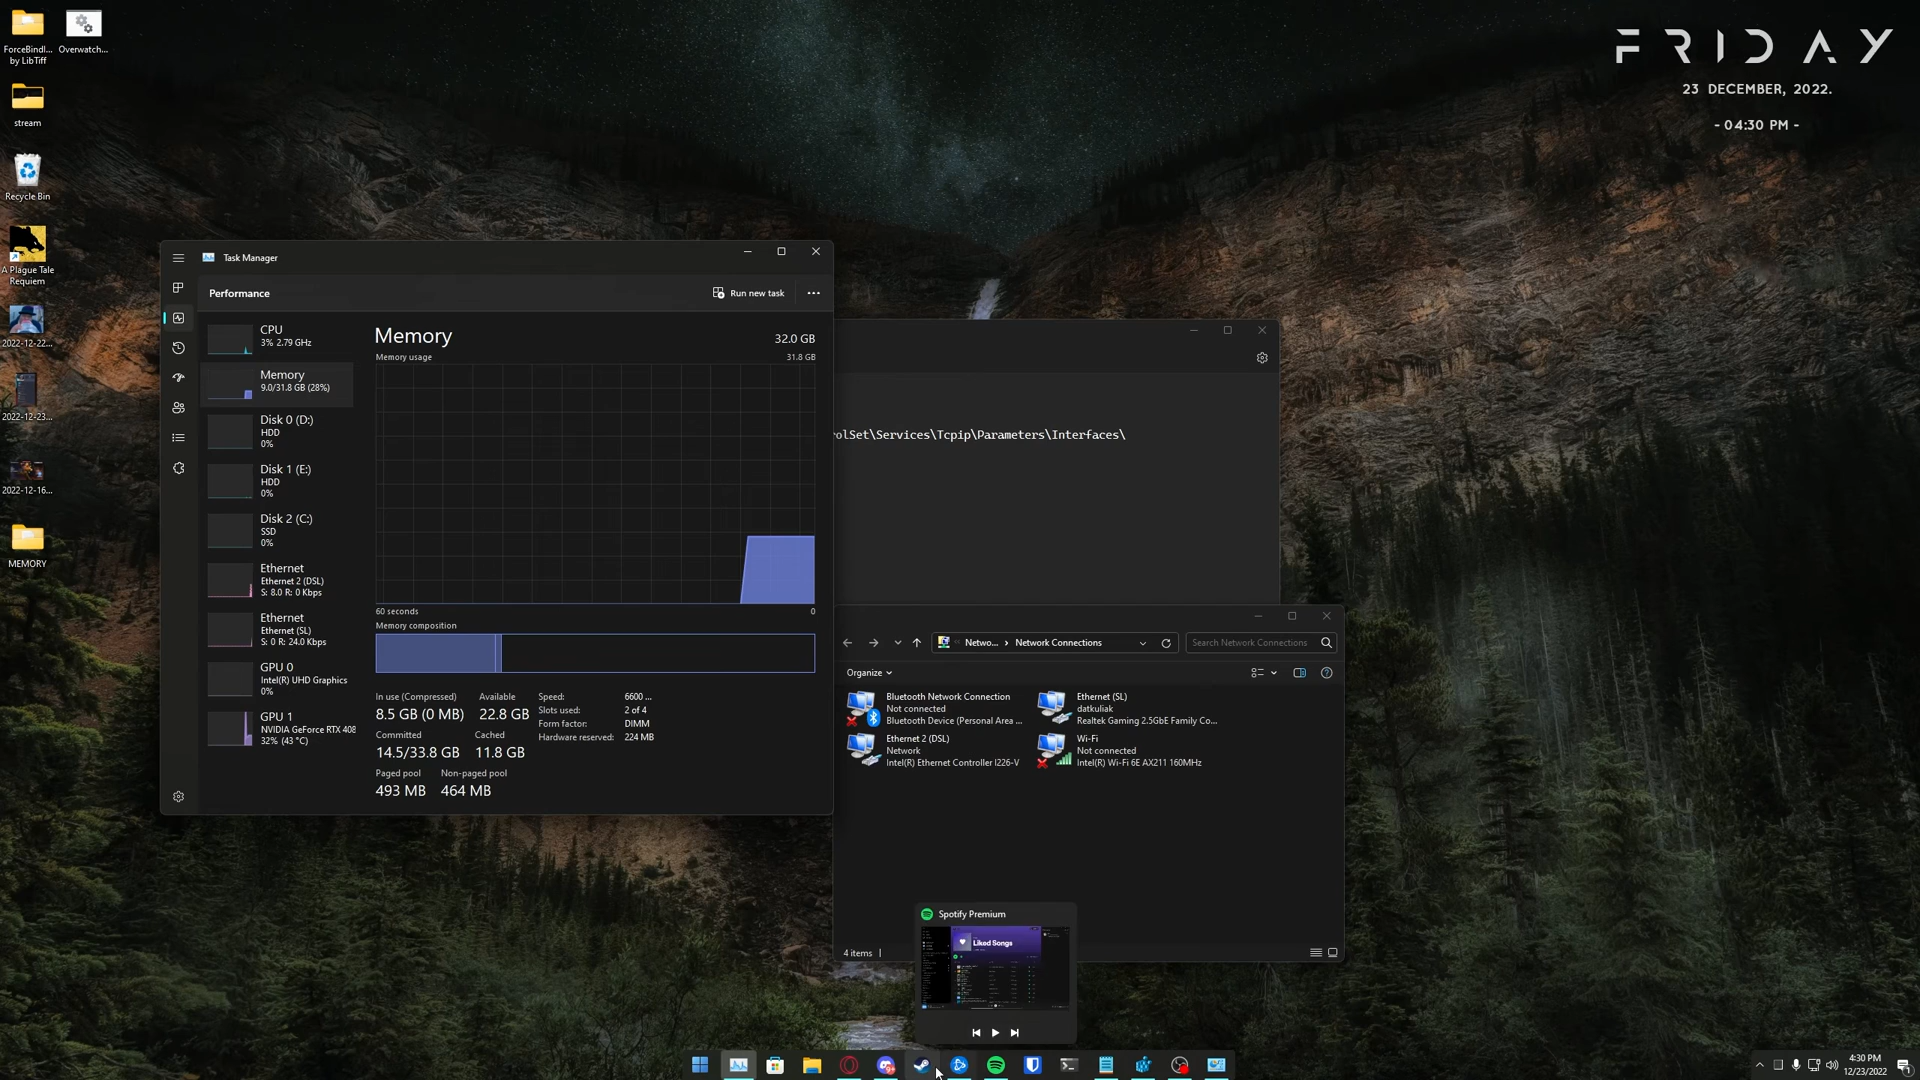 ForceBindI...
by LibTiff
Overwatch...
stream
Recycle Bin
A Plague Tale
Requiem
2022-12-22...
2022-12-23...
2022-12-16...
MEMORY
FRIDAY
23 DECEMBER, 2022.
- 04:30 PM -
Task Manager
Performance
Run new task
CPU
3% 2.79 GHz
Memory
9.0/31.8 GB (28%)
Disk 0 (D:)
HDD
0%
Disk 1 (E:)
HDD
0%
Disk 2 (C:)
SSD
0%
Ethernet
Ethernet 2 (DSL)
S: 8.0 R: 0 Kbps
Ethernet
Ethernet (SL)
S: 0 R: 24.0 Kbps
GPU 0
Intel(R) UHD Graphics
0%
GPU 1
NVIDIA GeForce RTX 408
32% (43 °C)
Memory
32.0 GB
Memory usage
31.8 GB
60 seconds
0
Memory composition
In use (Compressed)
8.5 GB (0 MB)
Available
22.8 GB
Committed
14.5/33.8 GB
Cached
11.8 GB
Paged pool
493 MB
Non-paged pool
464 MB
Speed: 6600 ...
Slots used: 2 of 4
Form factor: DIMM
Hardware reserved: 224 MB
olSet\Services\Tcpip\Parameters\Interfaces\
Netwo... › Network Connections
Search Network Connections
Organize
Bluetooth Network Connection
Not connected
Bluetooth Device (Personal Area ...
Ethernet (SL)
datkuliak
Realtek Gaming 2.5GbE Family Co...
Ethernet 2 (DSL)
Network
Intel(R) Ethernet Controller I226-V
Wi-Fi
Not connected
Intel(R) Wi-Fi 6E AX211 160MHz
4 items
Spotify Premium
Liked Songs
4:30 PM
12/23/2022